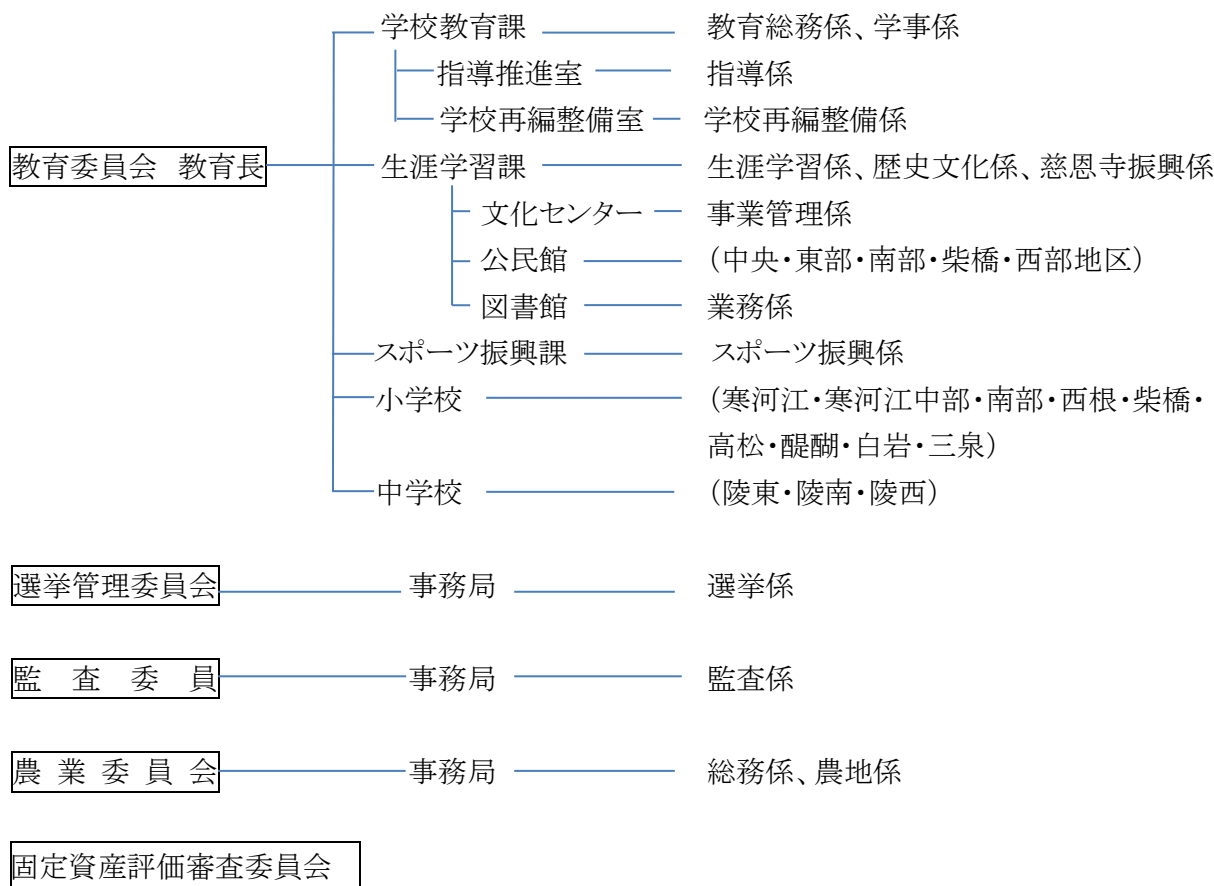 学校教育課 教育総務係、学事係
指導推進室 指導係
学校再編整備室 学校再編整備係
教育委員会 教育長 生涯学習課 生涯学習係、歴史文化係、慈恩寺振興係
文化センター 事業管理係
公民館 （中央・東部・南部・柴橋・西部地区）
図書館 業務係
スポーツ振興課 スポーツ振興係
小学校 （寒河江・寒河江中部・南部・西根・柴橋・
高松・醍醐・白岩・三泉）
中学校 （陵東・陵南・陵西）
選挙管理委員会 事務局 選挙係
監査委員 事務局 監査係
農業委員会 事務局 総務係、農地係
固定資産評価審査委員会